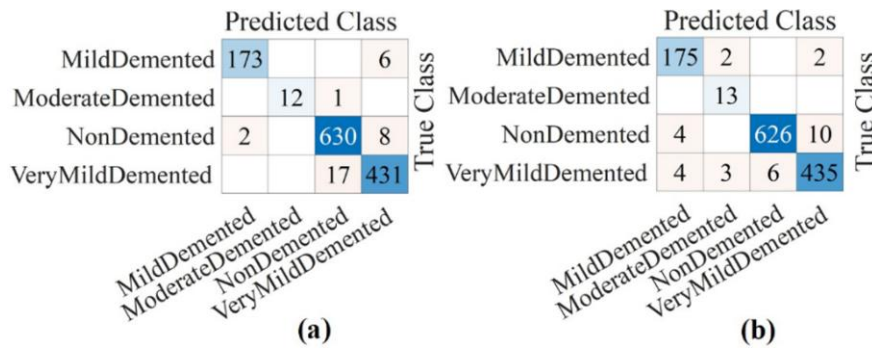 Predicted Class
MildDemented 173 6
ModerateDemented 12 1
NonDemented 2 630 8
VeryMildDemented 17 431
True Class
MildDemented
ModerateDemented
NonDemented
VeryMildDemented
(a)
Predicted Class
MildDemented 175 2 2
ModerateDemented 13
NonDemented 4 626 10
VeryMildDemented 4 3 6 435
True Class
MildDemented
ModerateDemented
NonDemented
VeryMildDemented
(b)